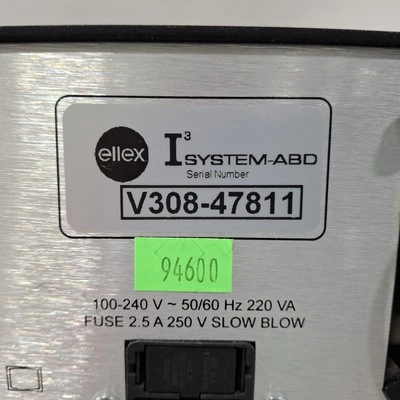 ellex
I³ SYSTEM-ABD
Serial Number
V308-47811
94600
100-240 V ~ 50/60 Hz 220 VA
FUSE 2.5 A 250 V SLOW BLOW